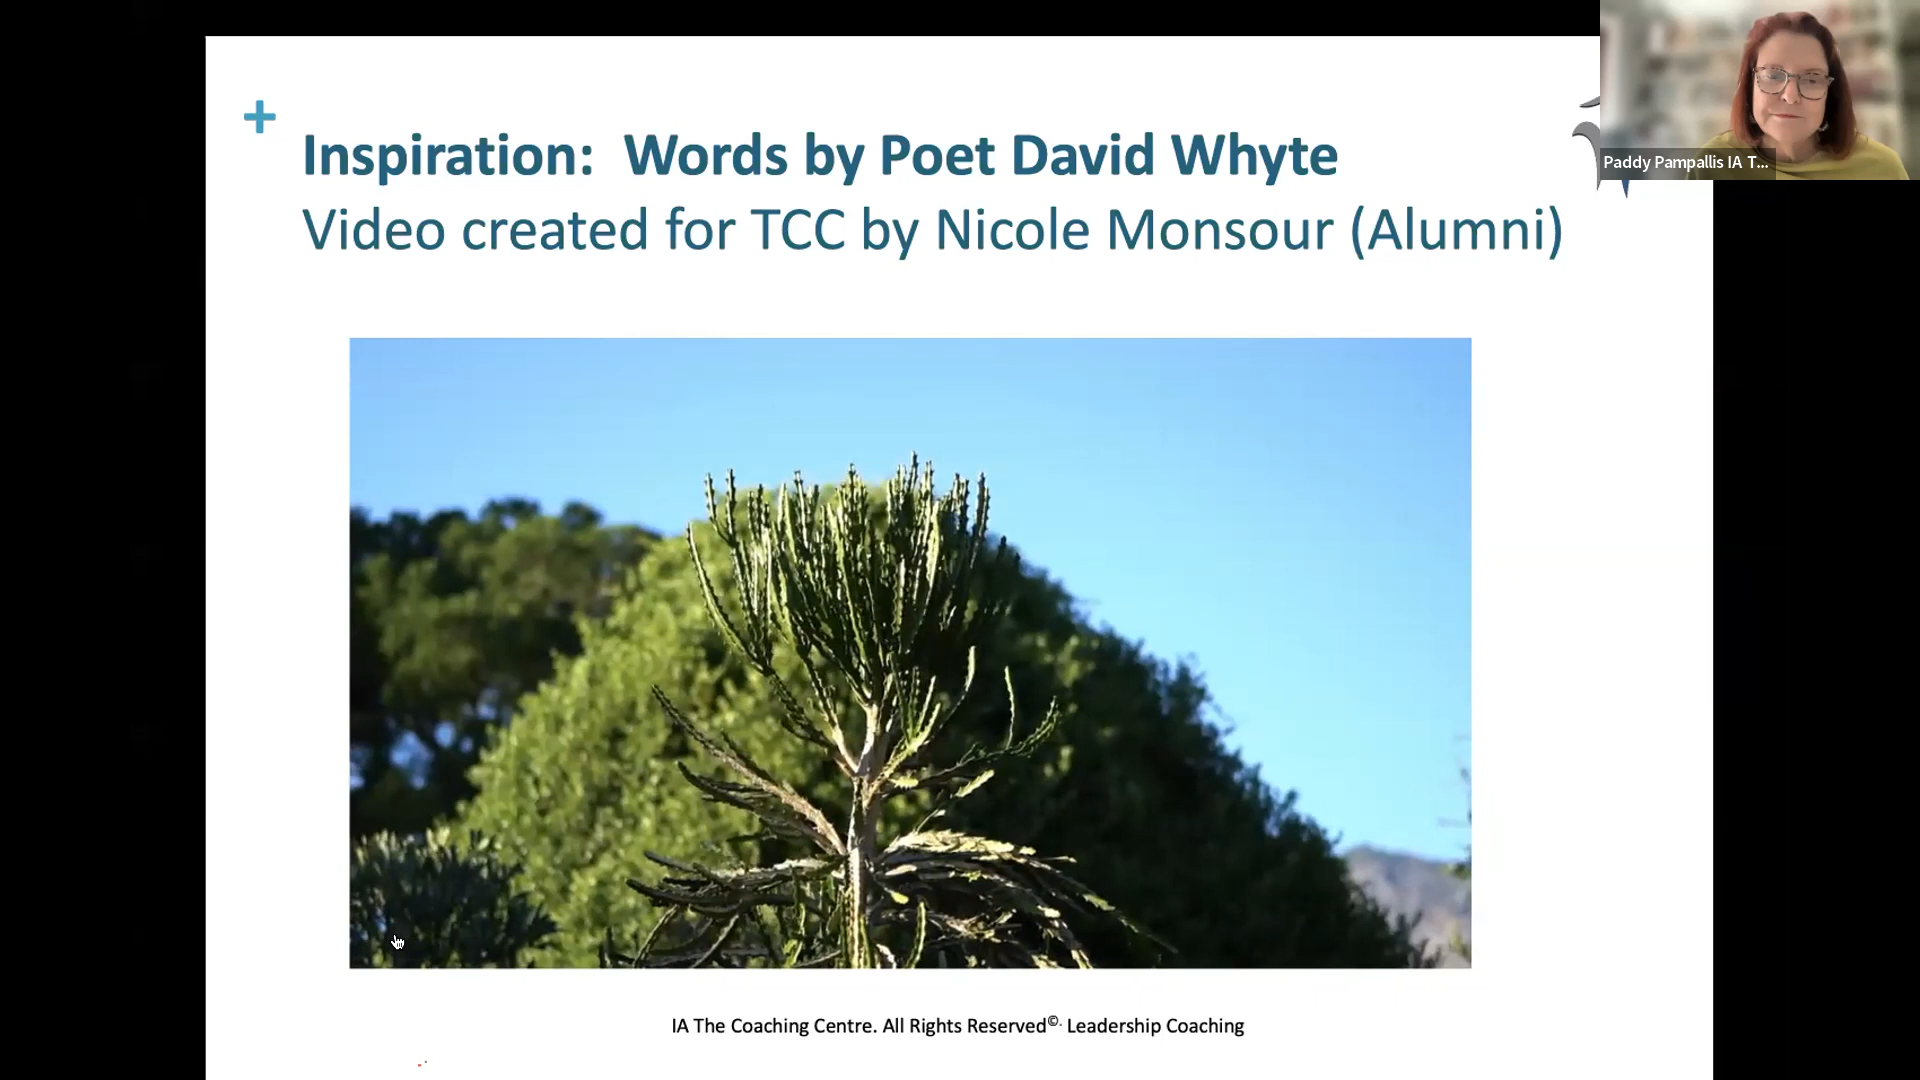 +
Inspiration:  Words by Poet David Whyte
Video created for TCC by Nicole Monsour (Alumni)
Paddy Pampallis IA T...
IA The Coaching Centre. All Rights Reserved©. Leadership Coaching